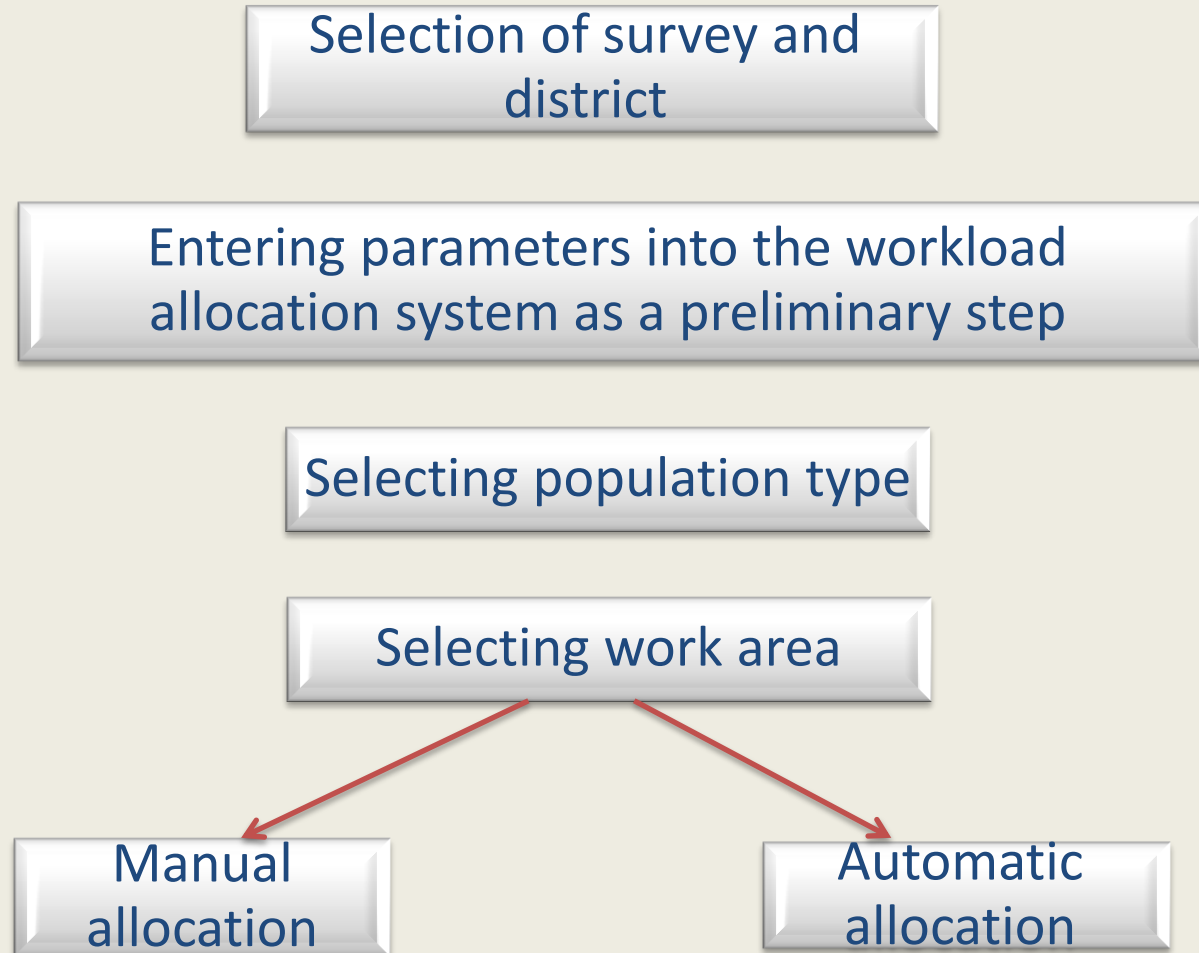 Selection of survey and
district
Entering parameters into the workload
allocation system as a preliminary step
Selecting population type
Selecting work area
Manual
allocation
Automatic
allocation